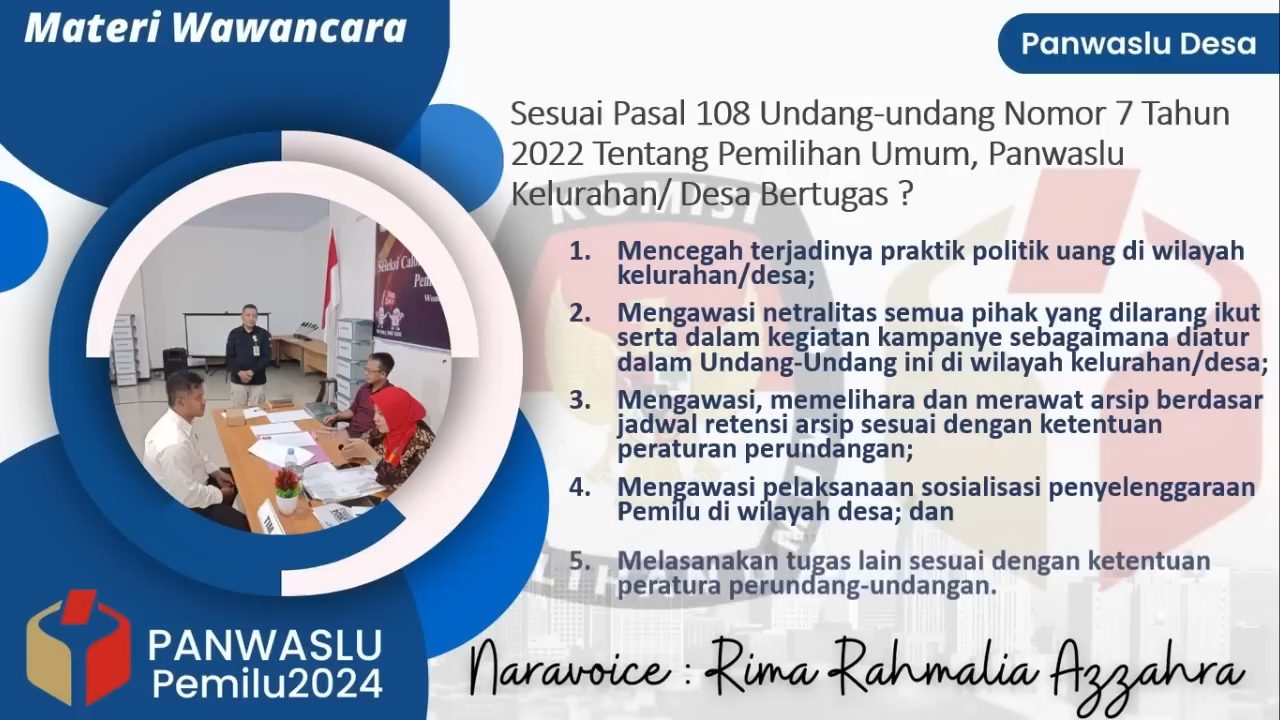 Materi Wawancara
Panwaslu Desa
Sesuai Pasal 108 Undang-undang Nomor 7 Tahun
2022 Tentang Pemilihan Umum, Panwaslu
Kelurahan/ Desa Bertugas ?
1. Mencegah terjadinya praktik politik uang di wilayah
kelurahan/desa;
2. Mengawasi netralitas semua pihak yang dilarang ikut
serta dalam kegiatan kampanye sebagaimana diatur
dalam Undang-Undang ini di wilayah kelurahan/desa;
3. Mengawasi, memelihara dan merawat arsip berdasar
jadwal retensi arsip sesuai dengan ketentuan
peraturan perundangan;
4. Mengawasi pelaksanaan sosialisasi penyelenggaraan
Pemilu di wilayah desa; dan
5. Melasanakan tugas lain sesuai dengan ketentuan
peratura perundang-undangan.
KOMISI
Seleksi
PANWASLU
Pemilu2024
Naravoice : Rima Rahmalia Azzahra